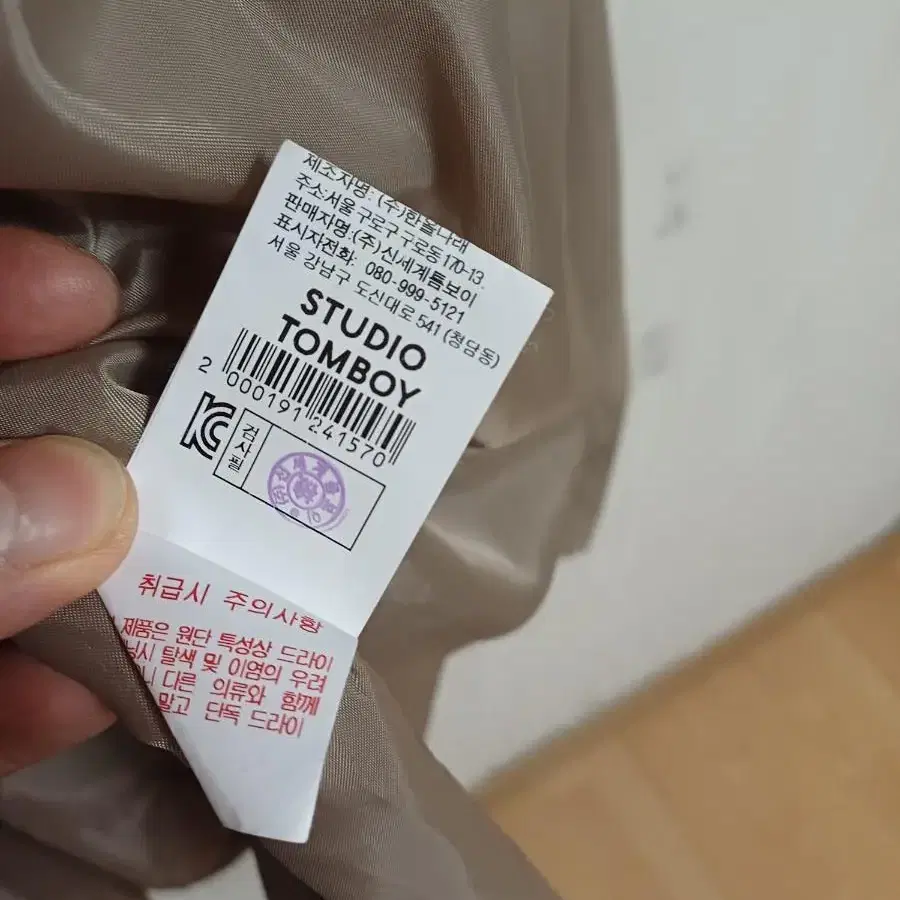 제조자명: (주)한올나래
주소:서울 구로구 구로동 170-13.
판매자명:(주)신세계톰보이
표시자전화: 080-999-5121
서울 강남구 도산대로 541 (청담동)
STUDIO
TOMBOY
2 000191 241570
검사필
취급시 주의사항
제품은 원단 특성상 드라이
닝시 탈색 및 이염의 우려
니 다른 의류와 함께
말고 단독 드라이